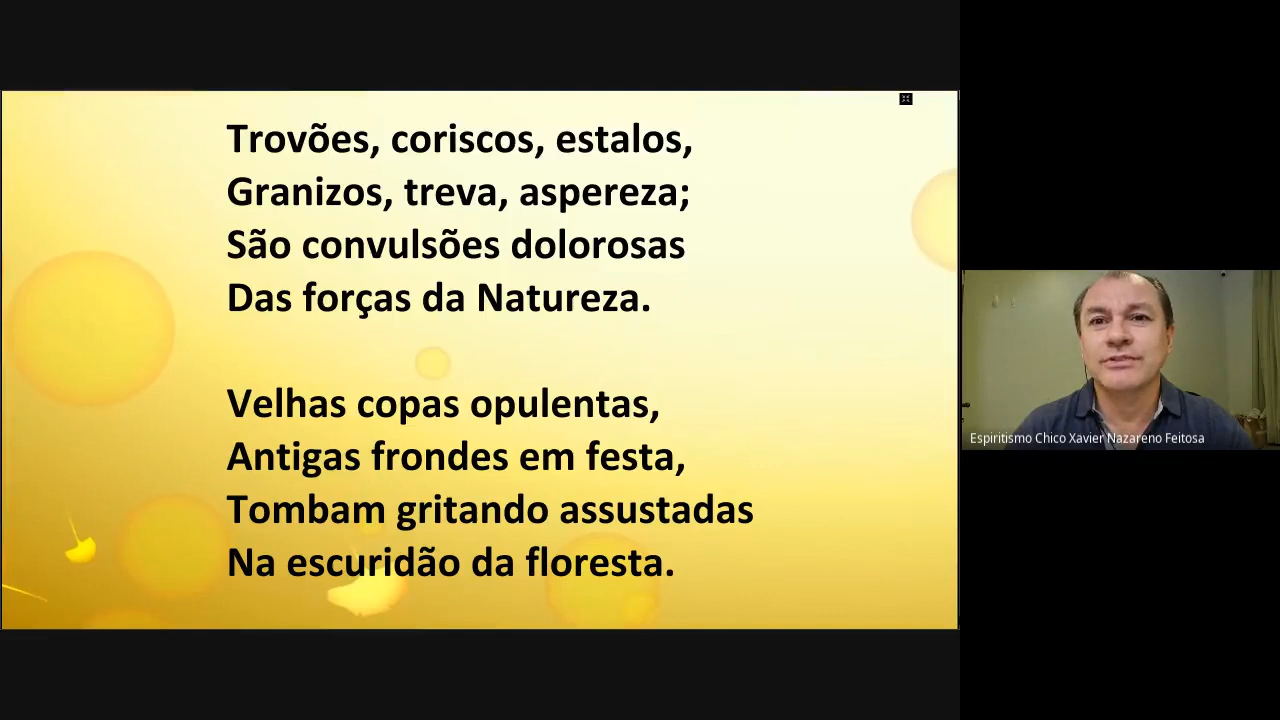 Trovões, coriscos, estalos,
Granizos, treva, aspereza;
São convulsões dolorosas
Das forças da Natureza.
Velhas copas opulentas,
Antigas frondes em festa,
Tombam gritando assustadas
Na escuridão da floresta.
Espiritismo Chico Xavier Nazareno Feitosa